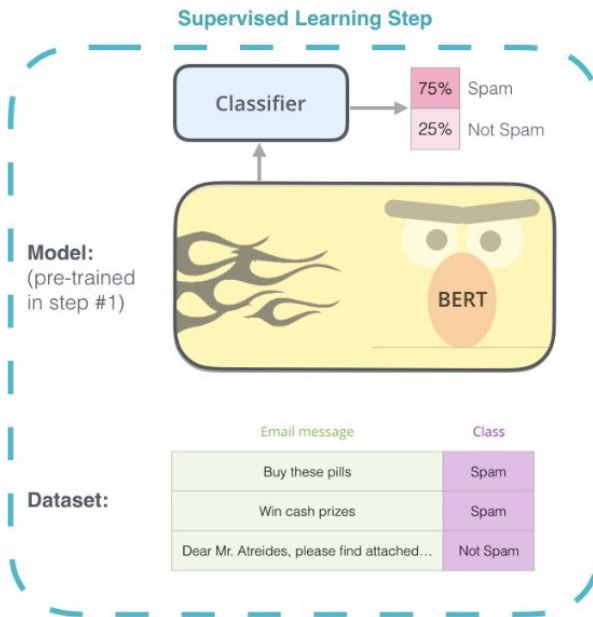 Supervised Learning Step
Classifier
75% Spam
25% Not Spam
Model:
(pre-trained
in step #1)
BERT
Email message Class
Dataset:
Buy these pills Spam
Win cash prizes Spam
Dear Mr. Atreides, please find attached… Not Spam